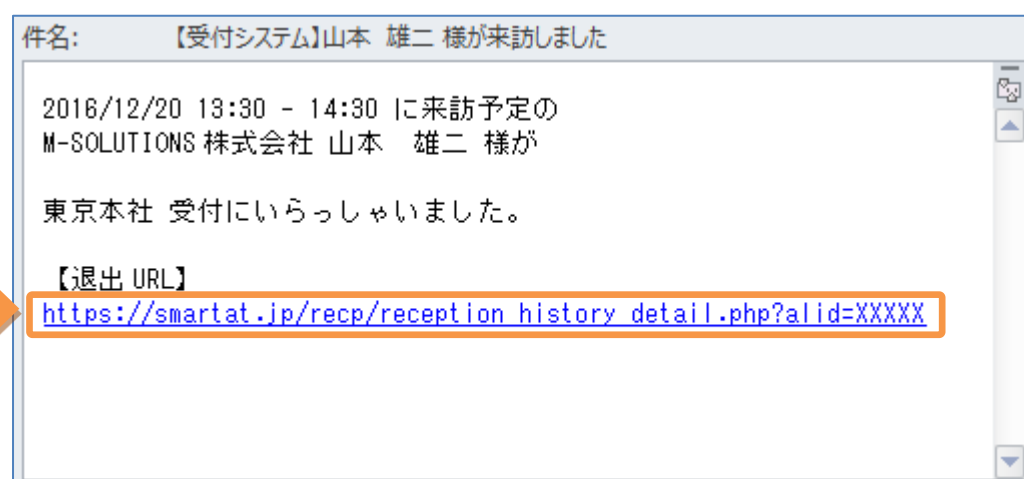 件名: 【受付システム】山本 雄二 様が来訪しました
2016/12/20 13:30 - 14:30 に来訪予定の
M-SOLUTIONS 株式会社 山本　雄二 様が
東京本社 受付にいらっしゃいました。
【退出 URL】
https://smartat.jp/recp/reception_history_detail.php?alid=XXXXX